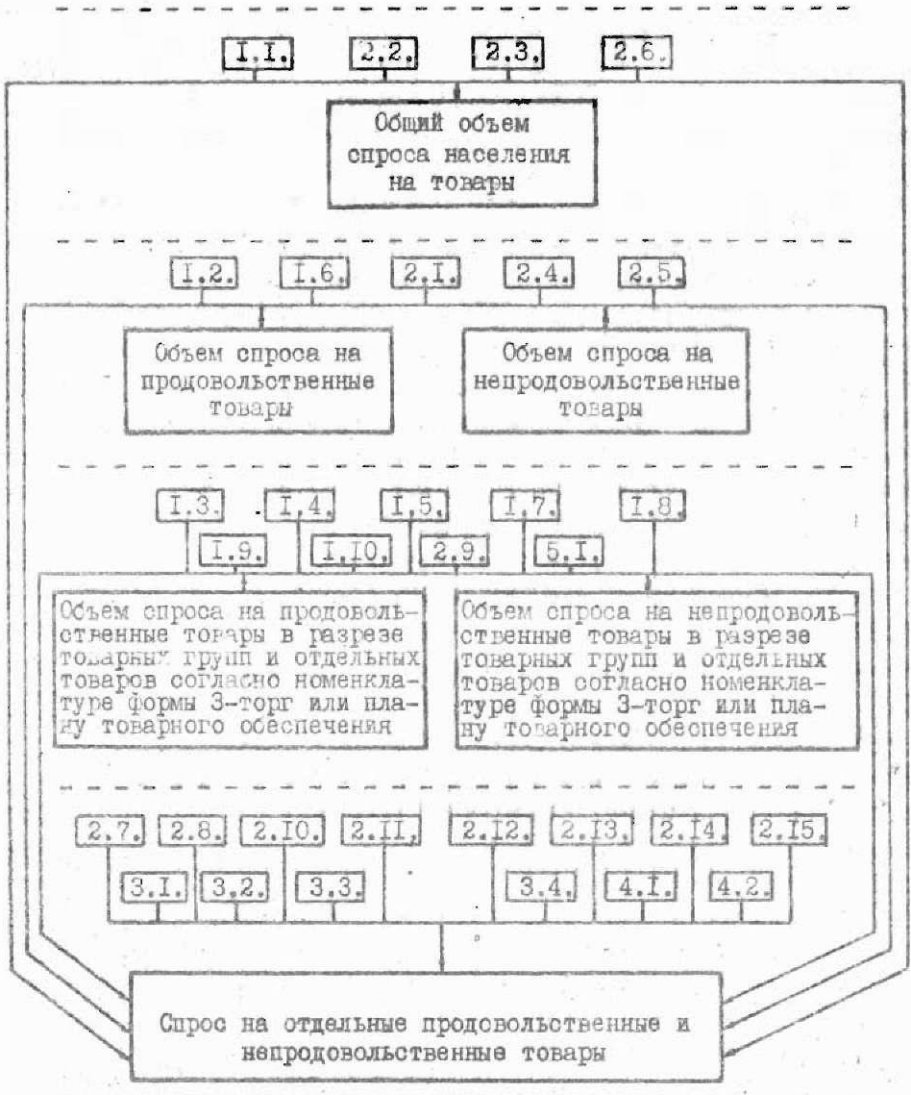 I.I. 2.2. 2.3. 2.6.
Общий объем
спроса населения
на товары
I.2. I.6. 2.I. 2.4. 2.5.
Объем спроса на
продовольственные
товары
Объем спроса на
непродовольственные
товары
I.3. I.4. I.5. I.7. I.8.
I.9. I.IO. 2.9. 5.I.
Объем спроса на продоволь-
ственные товары в разрезе
товарных групп и отдельных
товаров согласно номенкла-
туре формы 3-торг или пла-
ну товарного обеспечения
Объем спроса на непродоволь-
ственные товары в разрезе
товарных групп и отдельных
товаров согласно номенкла-
туре формы 3-торг или пла-
ну товарного обеспечения
2.7. 2.8. 2.IO. 2.II. 2.I2. 2.I3. 2.I4. 2.I5.
3.I. 3.2. 3.3. 3.4. 4.I. 4.2.
Спрос на отдельные продовольственные и
непродовольственные товары